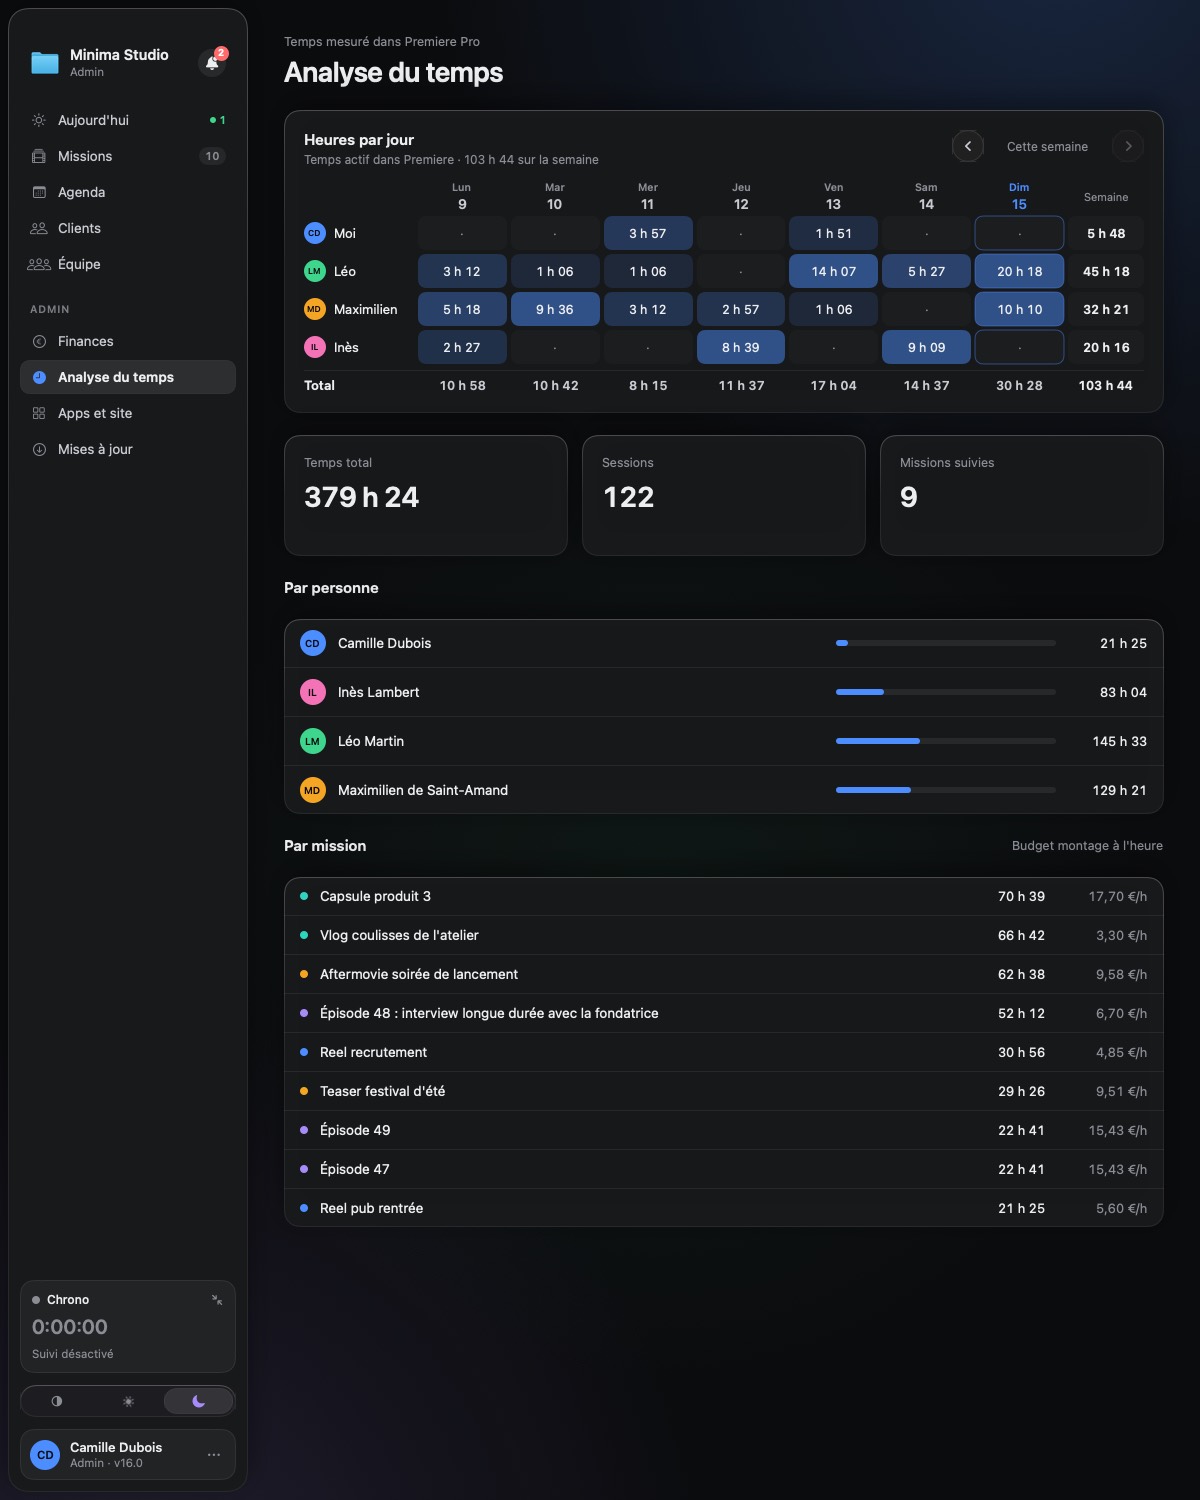 Minima Studio
Admin
2
Aujourd'hui
1
Missions
10
Agenda
Clients
Équipe
ADMIN
Finances
Analyse du temps
Apps et site
Mises à jour
Chrono
0:00:00
Suivi désactivé
CD
Camille Dubois
Admin · v16.0
Temps mesuré dans Premiere Pro
Analyse du temps
Heures par jour
Temps actif dans Premiere · 103 h 44 sur la semaine
Cette semaine
Lun Mar Mer Jeu Ven Sam Dim
9 10 11 12 13 14 15 Semaine
CD Moi · · 3 h 57 · 1 h 51 · · 5 h 48
LM Léo 3 h 12 1 h 06 1 h 06 · 14 h 07 5 h 27 20 h 18 45 h 18
MD Maximilien 5 h 18 9 h 36 3 h 12 2 h 57 1 h 06 · 10 h 10 32 h 21
IL Inès 2 h 27 · · 8 h 39 · 9 h 09 · 20 h 16
Total 10 h 58 10 h 42 8 h 15 11 h 37 17 h 04 14 h 37 30 h 28 103 h 44
Temps total
379 h 24
Sessions
122
Missions suivies
9
Par personne
CD Camille Dubois 21 h 25
IL Inès Lambert 83 h 04
LM Léo Martin 145 h 33
MD Maximilien de Saint-Amand 129 h 21
Par mission Budget montage à l'heure
Capsule produit 3 70 h 39 17,70 €/h
Vlog coulisses de l'atelier 66 h 42 3,30 €/h
Aftermovie soirée de lancement 62 h 38 9,58 €/h
Épisode 48 : interview longue durée avec la fondatrice 52 h 12 6,70 €/h
Reel recrutement 30 h 56 4,85 €/h
Teaser festival d'été 29 h 26 9,51 €/h
Épisode 49 22 h 41 15,43 €/h
Épisode 47 22 h 41 15,43 €/h
Reel pub rentrée 21 h 25 5,60 €/h